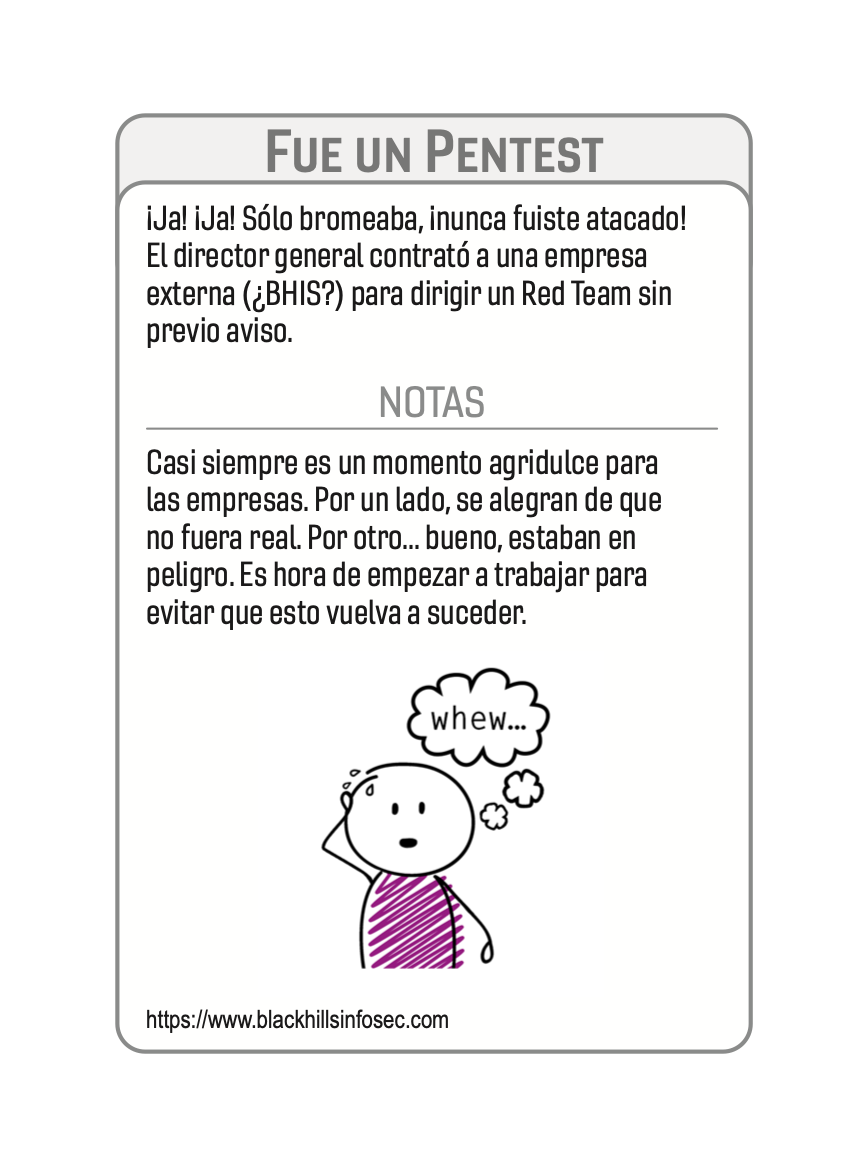 Fue un Pentest
¡Ja! ¡Ja! Sólo bromeaba, ¡nunca fuiste atacado!
El director general contrató a una empresa
externa (¿BHIS?) para dirigir un Red Team sin
previo aviso.
NOTAS
Casi siempre es un momento agridulce para
las empresas. Por un lado, se alegran de que
no fuera real. Por otro... bueno, estaban en
peligro. Es hora de empezar a trabajar para
evitar que esto vuelva a suceder.
whew...
https://www.blackhillsinfosec.com